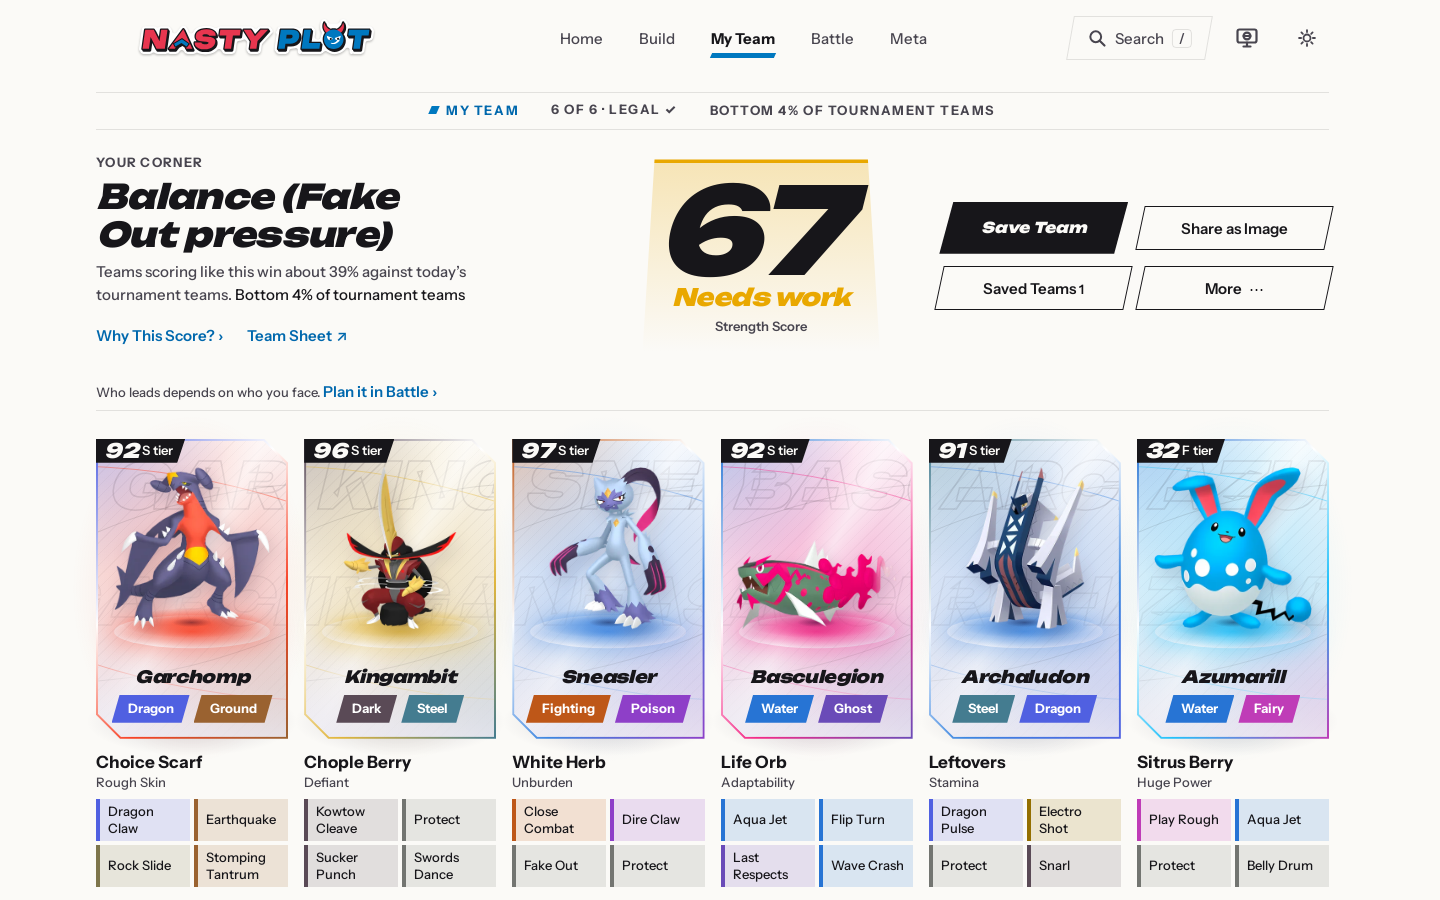 NASTY PLOT
Home
Build
My Team
Battle
Meta
Search /
MY TEAM
6 OF 6 · LEGAL ✓
BOTTOM 4% OF TOURNAMENT TEAMS
YOUR CORNER
Balance (Fake
Out pressure)
Teams scoring like this win about 39% against today's
tournament teams. Bottom 4% of tournament teams
Why This Score? ›
Team Sheet ↗
67
Needs work
Strength Score
Save Team
Share as Image
Saved Teams 1
More ···
Who leads depends on who you face. Plan it in Battle ›
92 S tier
Garchomp
Dragon
Ground
Choice Scarf
Rough Skin
Dragon
Claw
Earthquake
Rock Slide
Stomping
Tantrum
96 S tier
Kingambit
Dark
Steel
Chople Berry
Defiant
Kowtow
Cleave
Protect
Sucker
Punch
Swords
Dance
97 S tier
Sneasler
Fighting
Poison
White Herb
Unburden
Close
Combat
Dire Claw
Fake Out
Protect
92 S tier
Basculegion
Water
Ghost
Life Orb
Adaptability
Aqua Jet
Flip Turn
Last
Respects
Wave Crash
91 S tier
Archaludon
Steel
Dragon
Leftovers
Stamina
Dragon
Pulse
Electro
Shot
Protect
Snarl
32 F tier
Azumarill
Water
Fairy
Sitrus Berry
Huge Power
Play Rough
Aqua Jet
Protect
Belly Drum